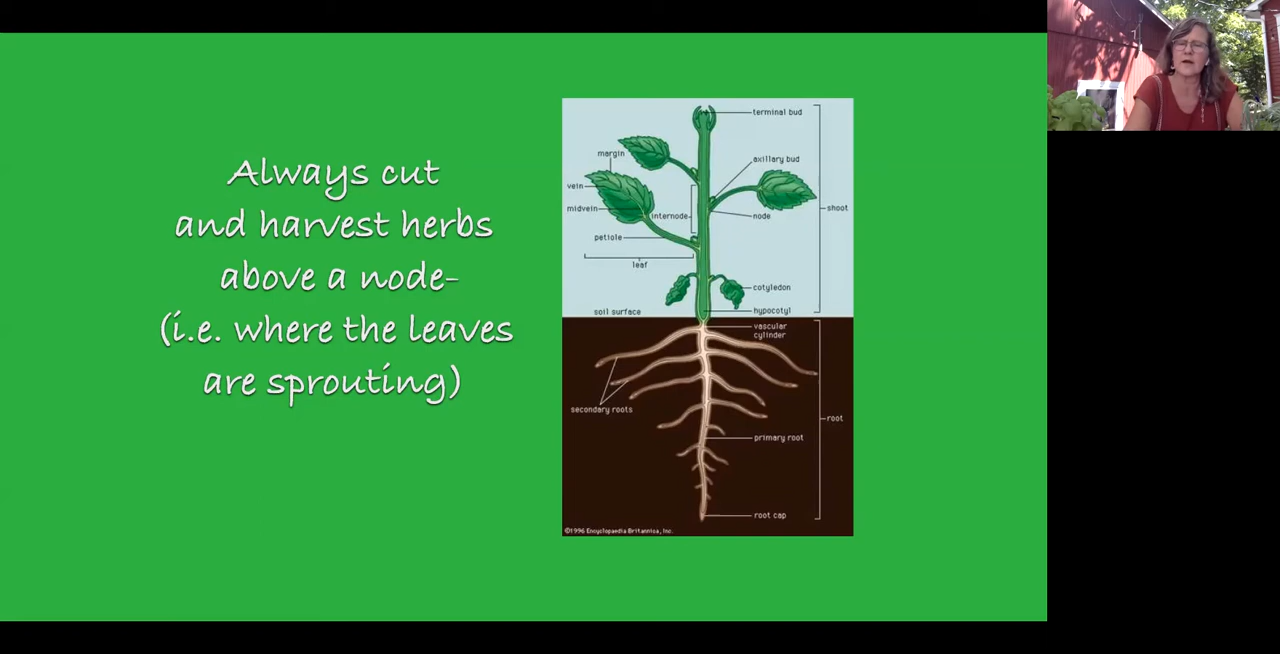 Always cut
and harvest herbs
above a node-
(i.e. where the leaves
are sprouting)
terminal bud
margin
axillary bud
vein
midvein
internode
node
shoot
petiole
leaf
cotyledon
soil surface
hypocotyl
vascular
cylinder
secondary roots
root
primary root
root cap
©1996 Encyclopaedia Britannica, Inc.